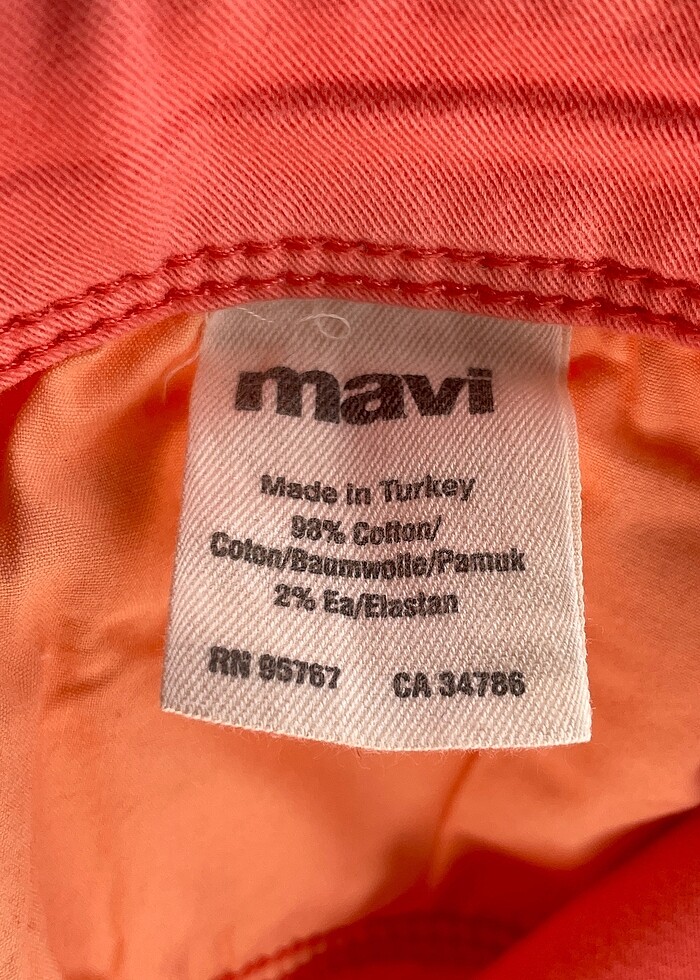 mavi
Made in Turkey
98% Cotton/
Coton/Baumwolle/Pamuk
2% Ea/Elastan
RN 95767 CA 34786